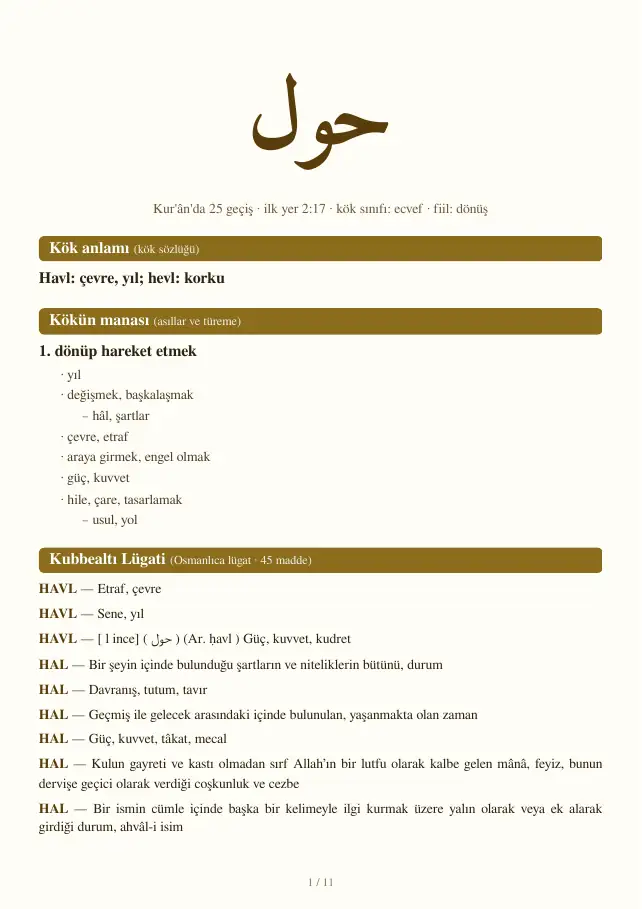 حول
Kur'ân'da 25 geçiş · ilk yer 2:17 · kök sınıfı: ecvef · fiil: dönüş
Kök anlamı (kök sözlüğü)
Havl: çevre, yıl; hevl: korku
Kökün manası (asıllar ve türeme)
1. dönüp hareket etmek
· yıl
· değişmek, başkalaşmak
– hâl, şartlar
· çevre, etraf
· araya girmek, engel olmak
· güç, kuvvet
· hile, çare, tasarlamak
– usul, yol
Kubbealtı Lügati (Osmanlıca lügat · 45 madde)
HAVL — Etraf, çevre
HAVL — Sene, yıl
HAVL — [ l ince] ( حول ) (Ar. ḥavl ) Güç, kuvvet, kudret
HAL — Bir şeyin içinde bulunduğu şartların ve niteliklerin bütünü, durum
HAL — Davranış, tutum, tavır
HAL — Geçmiş ile gelecek arasındaki içinde bulunulan, yaşanmakta olan zaman
HAL — Güç, kuvvet, tâkat, mecal
HAL — Kulun gayreti ve kastı olmadan sırf Allah'ın bir lutfu olarak kalbe gelen mânâ, feyiz, bunun
dervişe geçici olarak verdiği coşkunluk ve cezbe
HAL — Bir ismin cümle içinde başka bir kelimeyle ilgi kurmak üzere yalın olarak veya ek alarak
girdiği durum, ahvâl-i isim
1 / 11